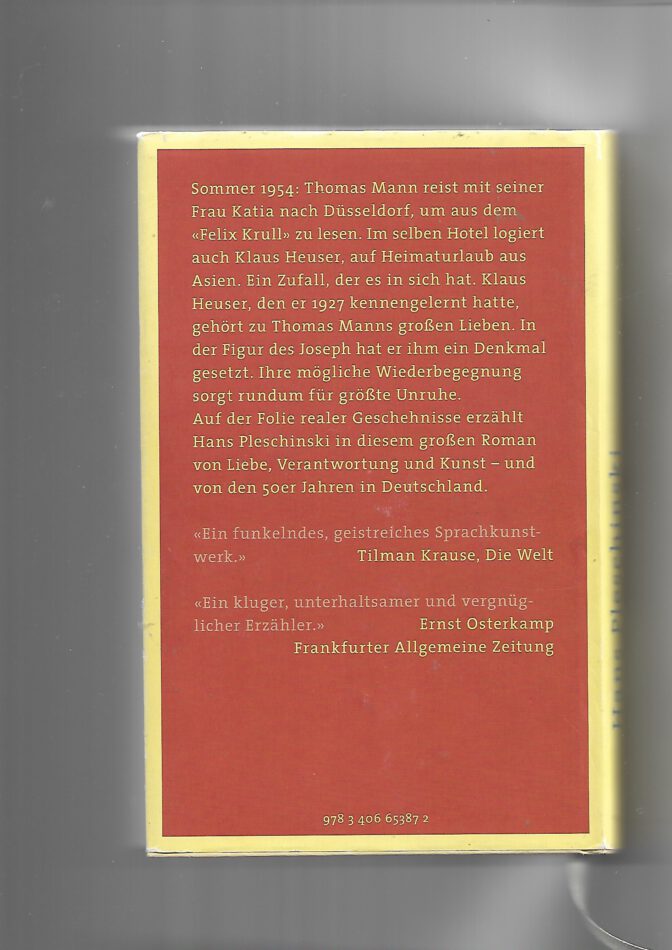 Sommer 1954: Thomas Mann reist mit seiner
Frau Katia nach Düsseldorf, um aus dem
«Felix Krull» zu lesen. Im selben Hotel logiert
auch Klaus Heuser, auf Heimaturlaub aus
Asien. Ein Zufall, der es in sich hat. Klaus
Heuser, den er 1927 kennengelernt hatte,
gehört zu Thomas Manns großen Lieben. In
der Figur des Joseph hat er ihm ein Denkmal
gesetzt. Ihre mögliche Wiederbegegnung
sorgt rundum für größte Unruhe.
Auf der Folie realer Geschehnisse erzählt
Hans Pleschinski in diesem großen Roman
von Liebe, Verantwortung und Kunst – und
von den 50er Jahren in Deutschland.
«Ein funkelndes, geistreiches Sprachkunst-
werk.» Tilman Krause, Die Welt
«Ein kluger, unterhaltsamer und vergnüg-
licher Erzähler.» Ernst Osterkamp
Frankfurter Allgemeine Zeitung
978 3 406 65387 2
Hans Pleschinski